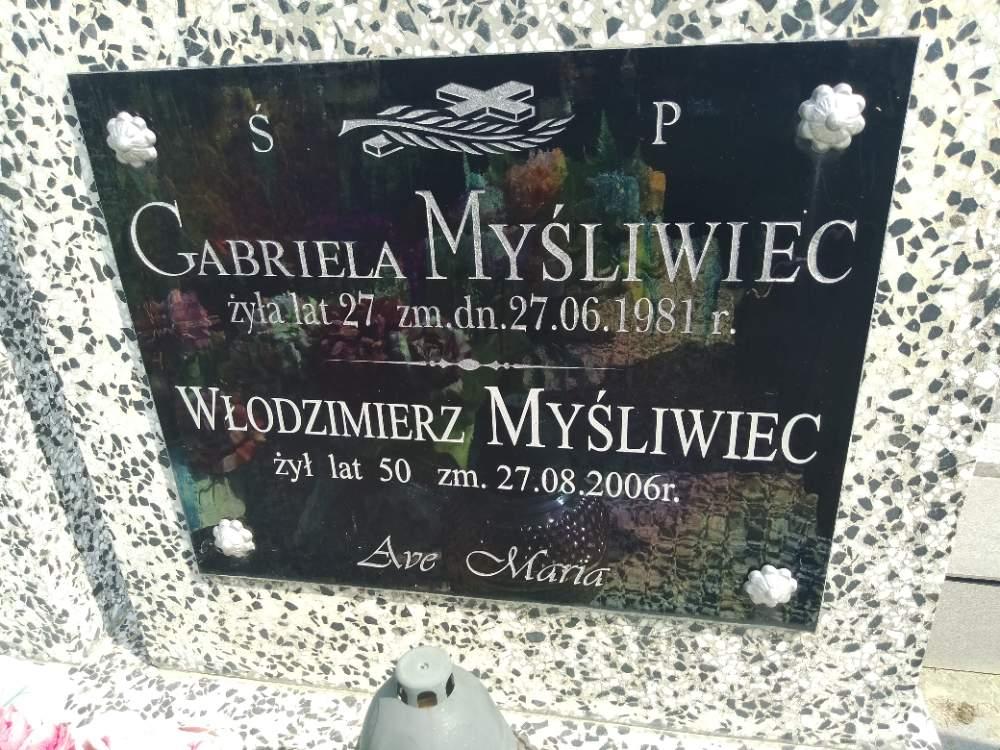 Ś P
GABRIELA MYŚLIWIEC
żyła lat 27 zm.dn.27.06.1981 r.
WŁODZIMIERZ MYŚLIWIEC
żył lat 50 zm. 27.08.2006r.
Ave Maria